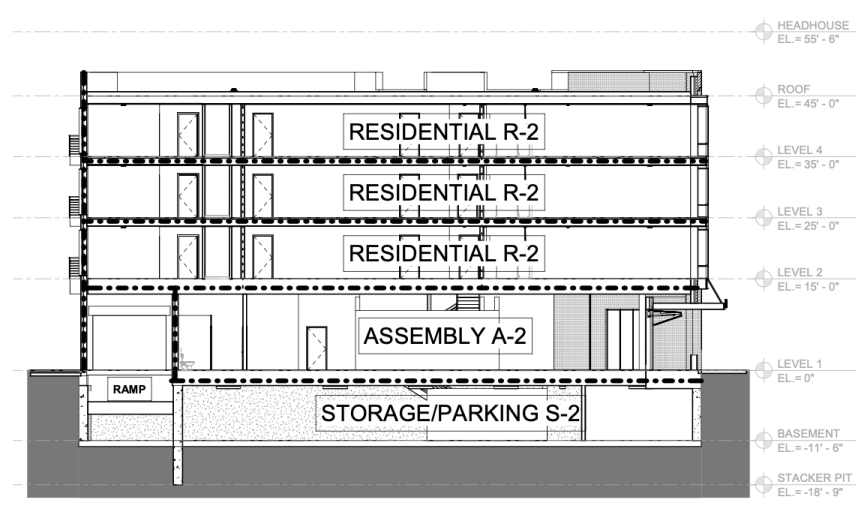 HEADHOUSE
EL.= 55' - 6"
ROOF
EL.= 45' - 0"
RESIDENTIAL R-2
LEVEL 4
EL.= 35' - 0"
RESIDENTIAL R-2
LEVEL 3
EL.= 25' - 0"
RESIDENTIAL R-2
LEVEL 2
EL.= 15' - 0"
ASSEMBLY A-2
LEVEL 1
EL.= 0"
RAMP
STORAGE/PARKING S-2
BASEMENT
EL.= -11' - 6"
STACKER PIT
EL.= -18' - 9"